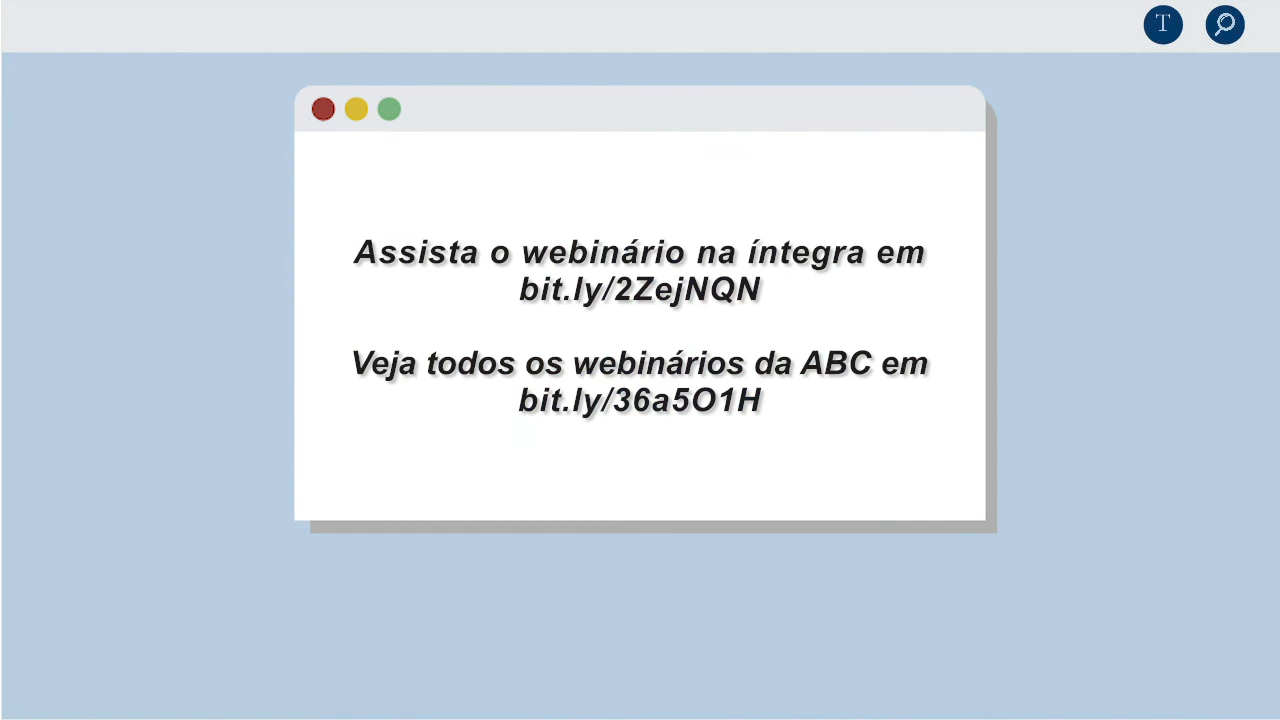 T
Assista o webinário na íntegra em
bit.ly/2ZejNQN
Veja todos os webinários da ABC em
bit.ly/36a5O1H